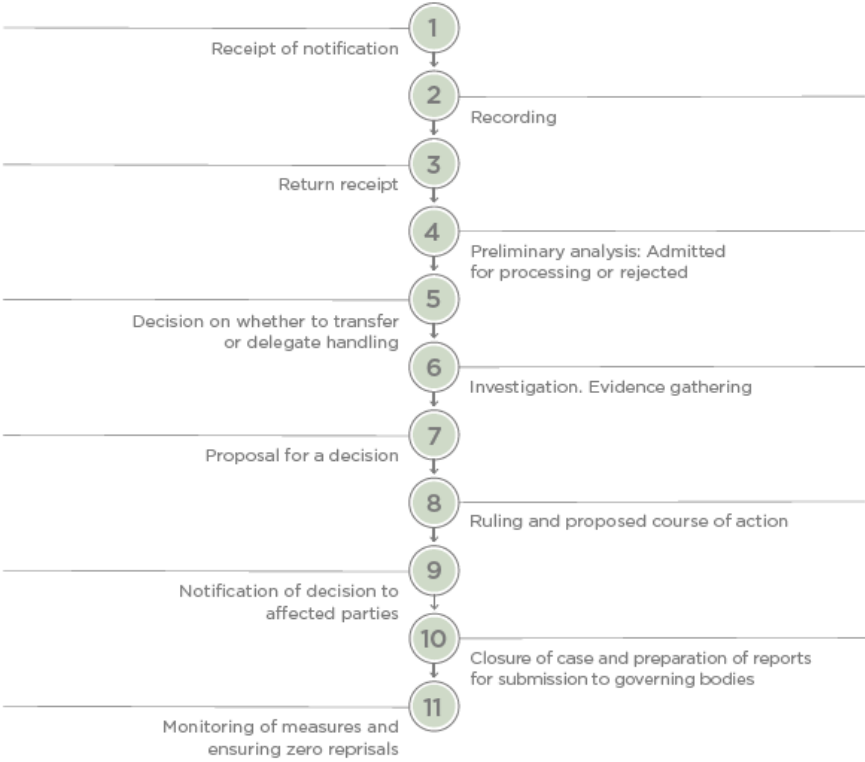 1
Receipt of notification
2
Recording
3
Return receipt
4
Preliminary analysis: Admitted
for processing or rejected
5
Decision on whether to transfer
or delegate handling
6
Investigation. Evidence gathering
7
Proposal for a decision
8
Ruling and proposed course of action
9
Notification of decision to
affected parties
10
Closure of case and preparation of reports
for submission to governing bodies
11
Monitoring of measures and
ensuring zero reprisals